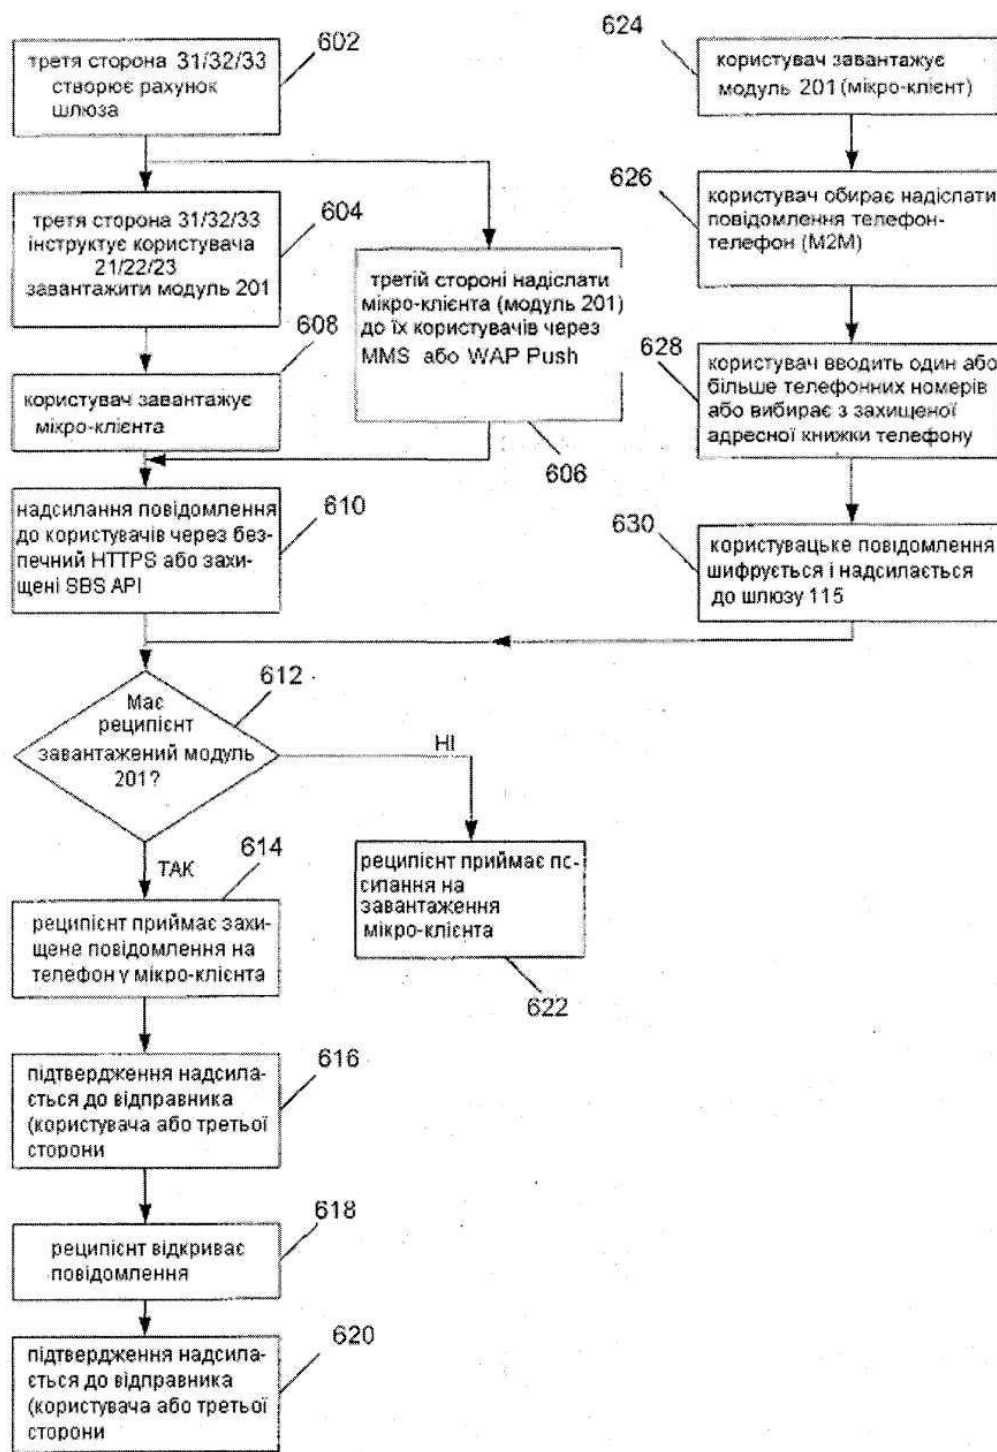 602
третя сторона 31/32/33
створює рахунок
шлюза
604
третя сторона 31/32/33
інструктує користувача
21/22/23
завантажити модуль 201
третій стороні надіслати
мікро-клієнта (модуль 201)
до їх користувачів через
MMS або WAP Push
606
608
користувач завантажує
мікро-клієнта
610
надсилання повідомлення
до користувачів через без-
печний HTTPS або захи-
щені SBS API
624
користувач завантажує
модуль 201 (мікро-клієнт)
626
користувач обирає надіслати
повідомлення телефон-
телефон (М2М)
628
користувач вводить один або
більше телефонних номерів
або вибирає з захищеної
адресної книжки телефону
630
користувацьке повідомлення
шифрується і надсилається
до шлюзу 115
612
Має
реципієнт
завантажений модуль
201?
НІ
ТАК
614
реципієнт приймає захи-
щене повідомлення на
телефон у мікро-клієнта
реципієнт приймає пс-
сипання на
завантаження
мікро-клієнта
622
616
підтвердження надсила-
ється до відправника
(користувача або третьої
сторони
618
реципієнт відкриває
повідомлення
620
підтвердження надсила-
ється до відправника
(користувача або третьої
сторони